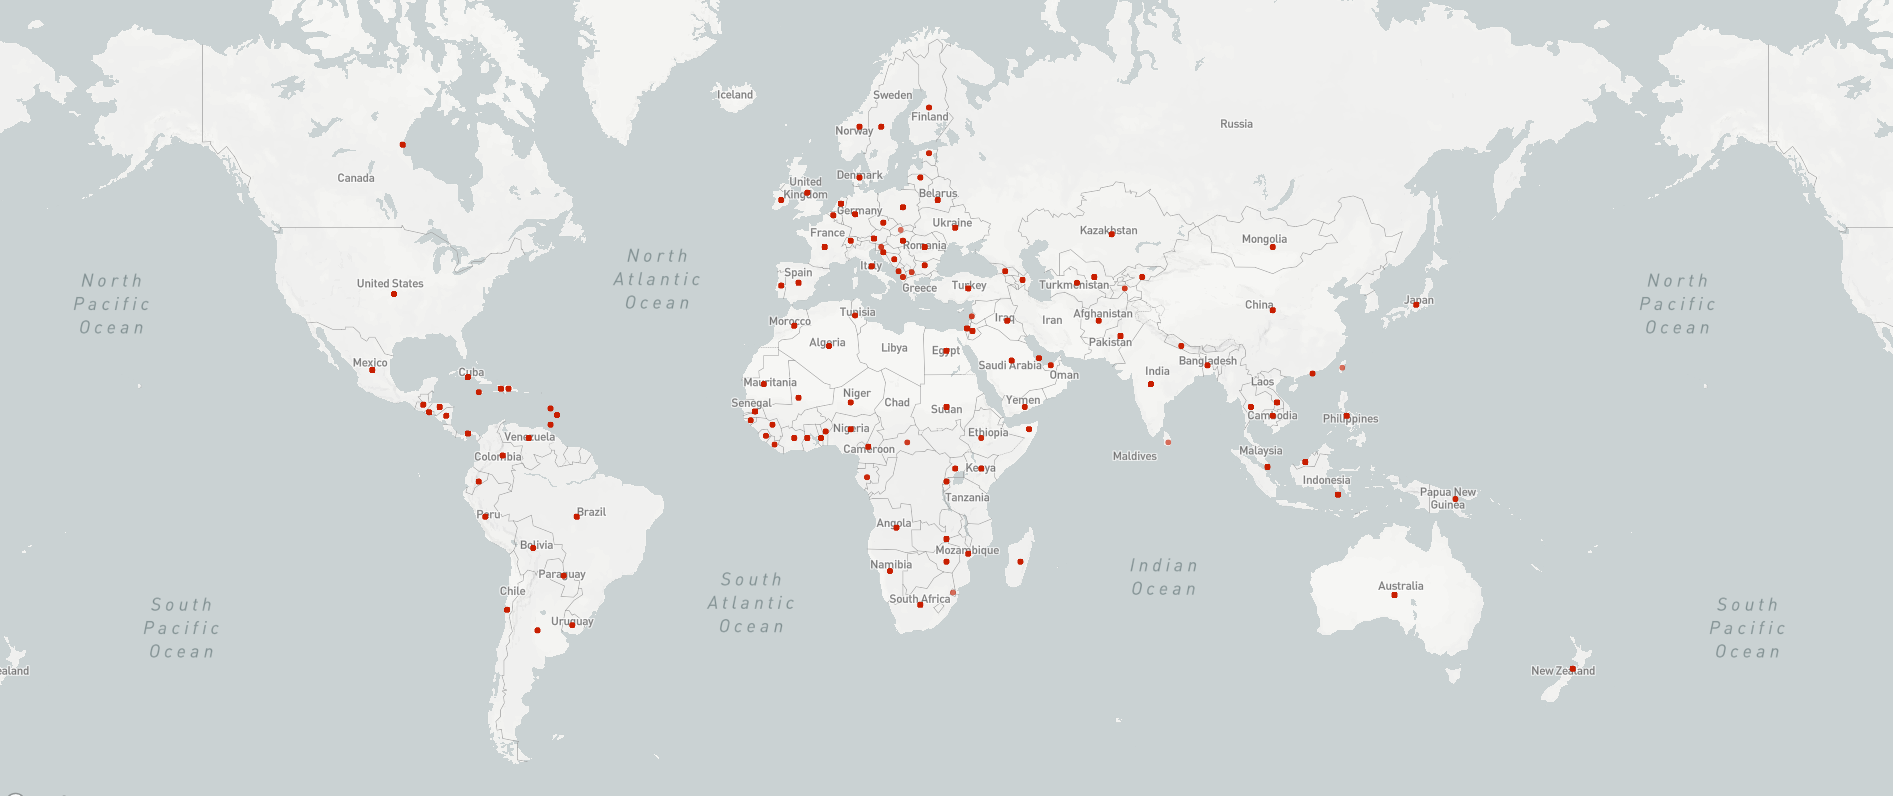 Iceland
Sweden
Finland
Russia
Norway
Canada
United
Kingdom
Denmark
Belarus
Germany
Ukraine
France
Romania
Kazakhstan
Mongolia
Italy
North
Atlantic
Ocean
North
Pacific
Ocean
North
Pacific
Ocean
United States
Spain
Greece
Turkey
Turkmenistan
China
Japan
Morocco
Tunisia
Iraq
Iran
Afghanistan
Algeria
Libya
Egypt
Pakistan
Mexico
Cuba
Saudi Arabia
Oman
India
Bangladesh
Laos
Mauritania
Senegal
Niger
Chad
Sudan
Yemen
Cambodia
Philippines
Venezuela
Nigeria
Ethiopia
Colombia
Cameroon
Maldives
Malaysia
Kenya
Indonesia
Tanzania
Papua New
Guinea
Peru
Brazil
Angola
Bolivia
Mozambique
Namibia
Paraguay
Indian
Ocean
Chile
South Africa
Australia
South
Atlantic
Ocean
South
Pacific
Ocean
South
Pacific
Ocean
Uruguay
ealand
New Zealand